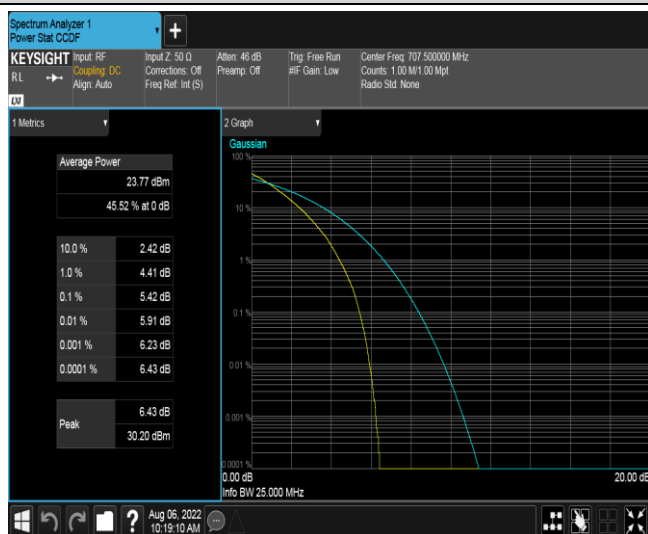 Spectrum Analyzer 1
Power Stat CCDF
+
KEYSIGHT
Input: RF
Coupling: DC
Align: Auto
RL
LXI
Input Z: 50 Ω
Corrections: Off
Freq Ref: Int (S)
Atten: 46 dB
Preamp: Off
Trig: Free Run
#IF Gain: Low
Center Freq: 707.500000 MHz
Counts: 1.00 M/1.00 Mpt
Radio Std: None
1 Metrics
Average Power
23.77 dBm
45.52 % at 0 dB
10.0 % 2.42 dB
1.0 % 4.41 dB
0.1 % 5.42 dB
0.01 % 5.91 dB
0.001 % 6.23 dB
0.0001 % 6.43 dB
Peak
6.43 dB
30.20 dBm
2 Graph
Gaussian
100 %
10 %
1 %
0.1 %
0.01 %
0.001 %
0.0001 %
0.00 dB 20.00 dB
Info BW 25.000 MHz
?
Aug 06, 2022
10:19:10 AM